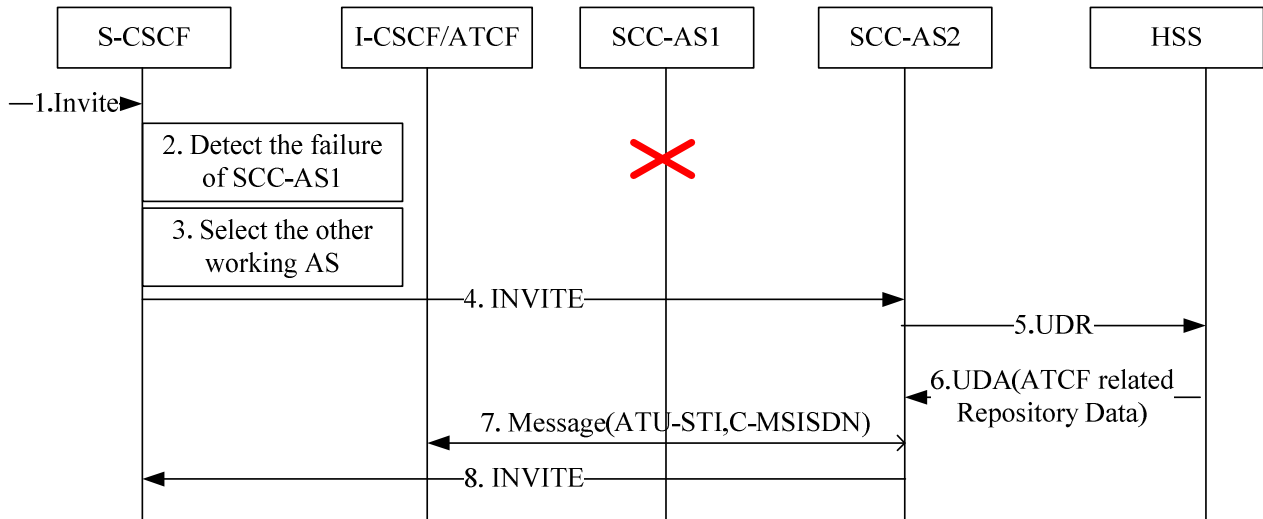 S-CSCF
I-CSCF/ATCF
SCC-AS1
SCC-AS2
HSS
1.Invite
2. Detect the failure
of SCC-AS1
3. Select the other
working AS
4. INVITE
5.UDR
6.UDA(ATCF related
Repository Data)
7. Message(ATU-STI,C-MSISDN)
8. INVITE